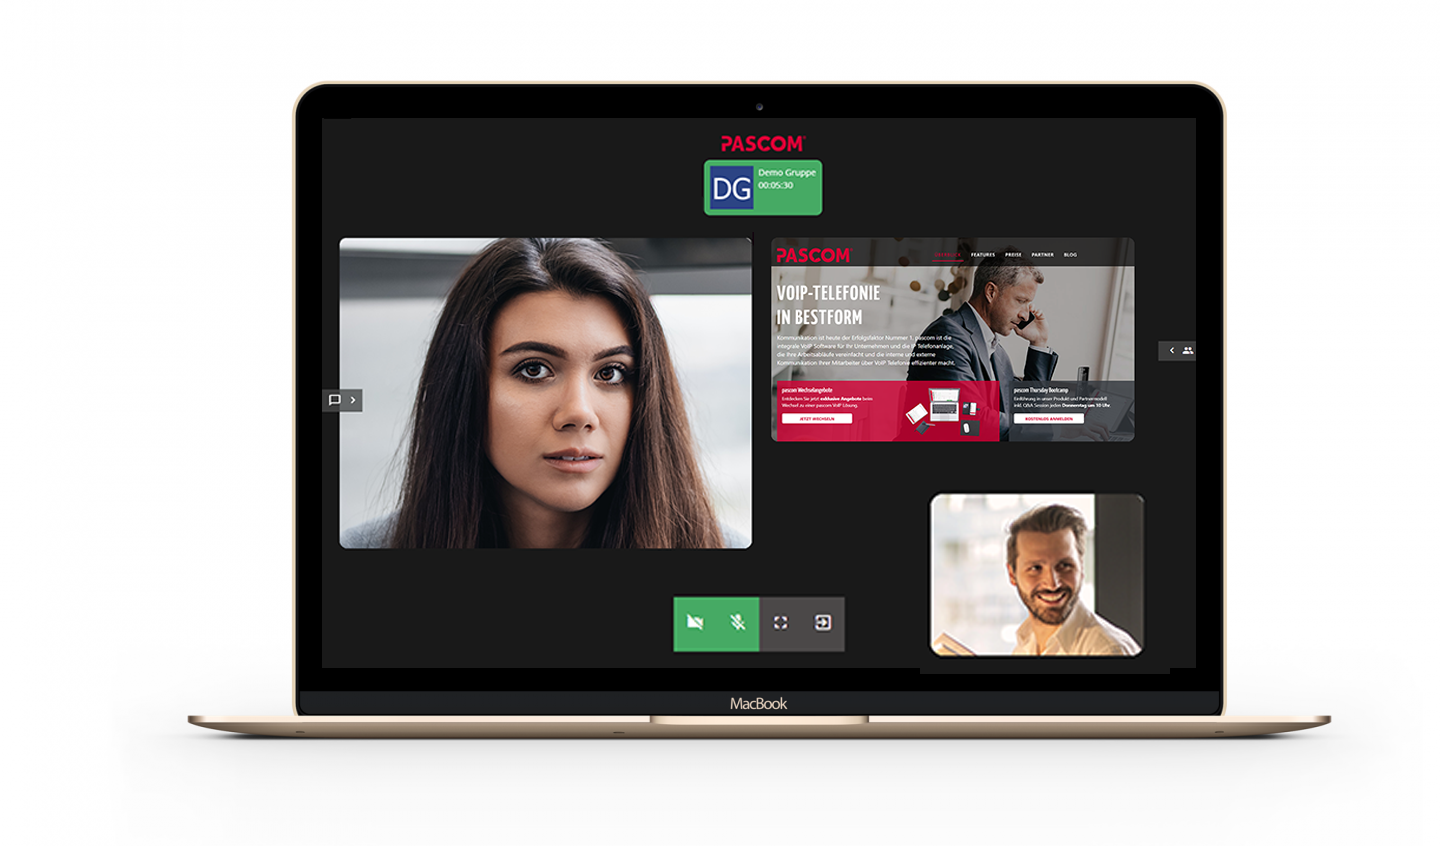 PASCOM
DG
Demo Gruppe
00:05:30
PASCOM
FEATURES PREISE PARTNER BLOG
VOIP-TELEFONIE
IN BESTFORM
Kommunikation ist heute der Erfolgsfaktor Nummer 1. pascom ist die
integrale VoIP Software für Ihr Unternehmen und die IP Telefonanlage,
die Ihre Arbeitsabläufe vereinfacht und die interne und externe
Kommunikation Ihrer Mitarbeiter über VoIP Telefonie effizienter macht.
pascom Wechselangebote
Entdecken Sie jetzt exklusive Angebote beim
Wechsel zu einer pascom VoIP Lösung.
JETZT WECHSELN
pascom Thursday Bootcamp
Einführung in unser Produkt und Partnermodell
inkl. Q&A Session jeden Donnerstag um 10 Uhr.
KOSTENLOS ANMELDEN
MacBook